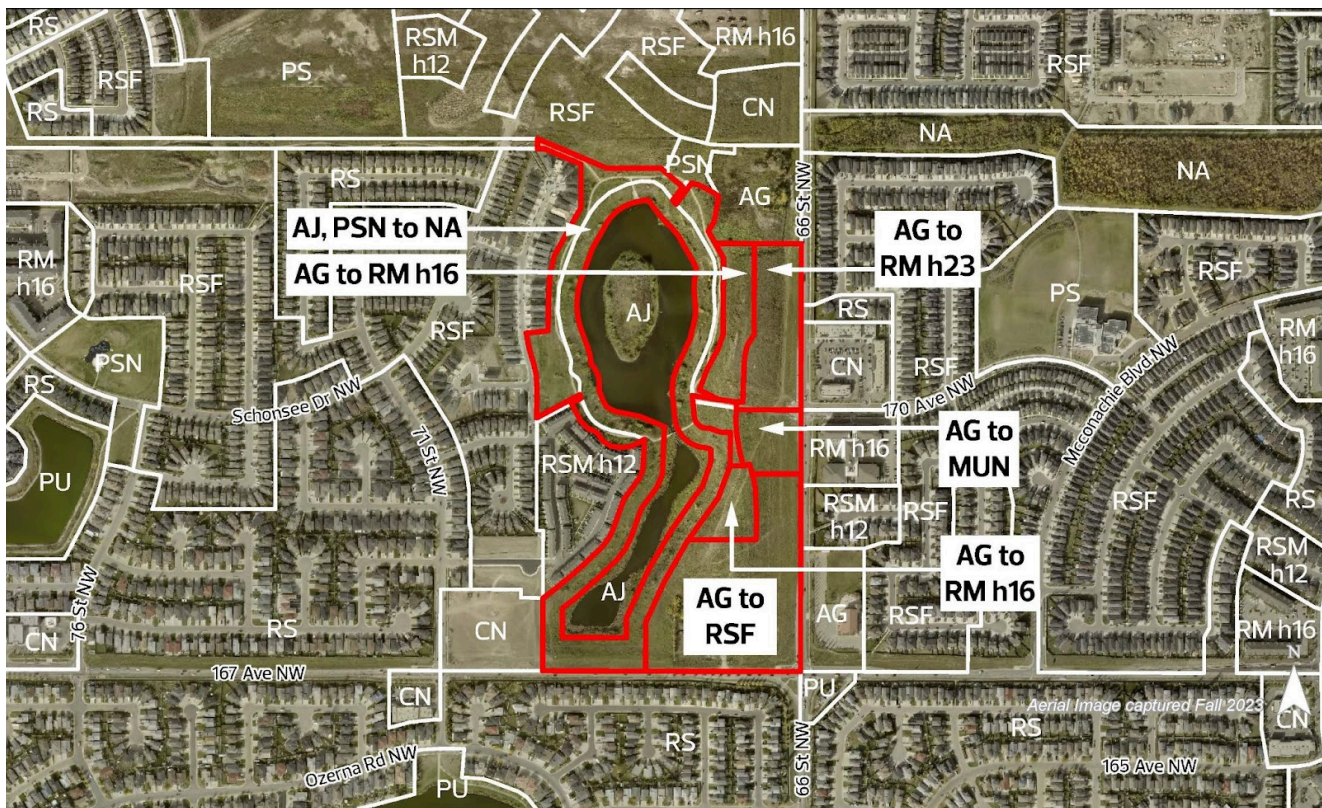 RS
RSF
RS
PS
RSM
h12
RSF
RM h16
CN
RSF
NA
NA
PSN
AG
66 St NW
RS
AJ, PSN to NA
AG to RM h16
AG to
RM h23
RM
h16
RSF
RSF
AJ
RS
CN
RSF
PS
RSF
RM
h16
PSN
RS
Schonsee Dr NW
71 St NW
170 Ave NW
Mcconachie Blvd NW
AG to
MUN
RM h16
RSM h12
PU
RSM
h12
RSF
RSF
RS
AG to
RM h16
RSM
h12
AJ
AG to
RSF
AG
RSF
RM h16
76 St NW
CN
RS
CN
167 Ave NW
N
CN
PU
Aerial Image captured Fall 2023
CN
RS
RS
66 St NW
Ozerna Rd NW
PU
165 Ave NW